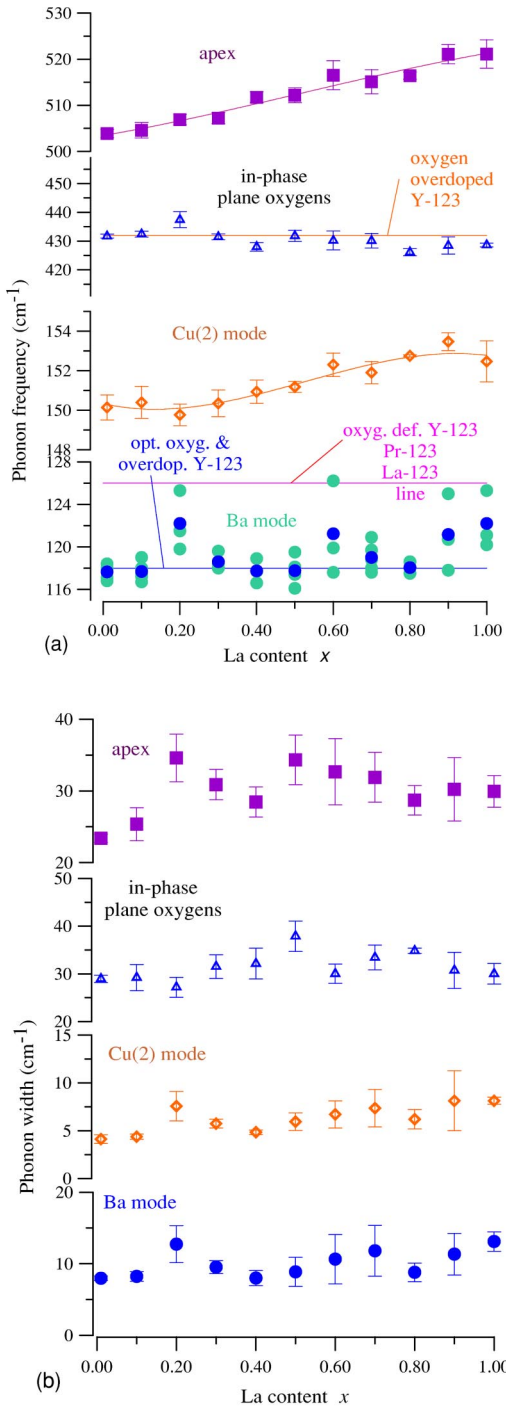 530
520
510
500
apex
450
440
430
420
in-phase
plane oxygens
oxygen
overdoped
Y-123
Phonon frequency (cm⁻¹)
154
152
150
148
Cu(2) mode
126
124
122
120
118
116
opt. oxyg. &
overdop. Y-123
oxyg. def. Y-123
Pr-123
La-123
line
Ba mode
0.00 0.20 0.40 0.60 0.80 1.00
(a)
La content x
40
30
20
apex
50
40
30
20
in-phase
plane oxygens
Phonon width (cm⁻¹)
15
10
5
0
Cu(2) mode
20
10
0
Ba mode
0.00 0.20 0.40 0.60 0.80 1.00
(b)
La content x